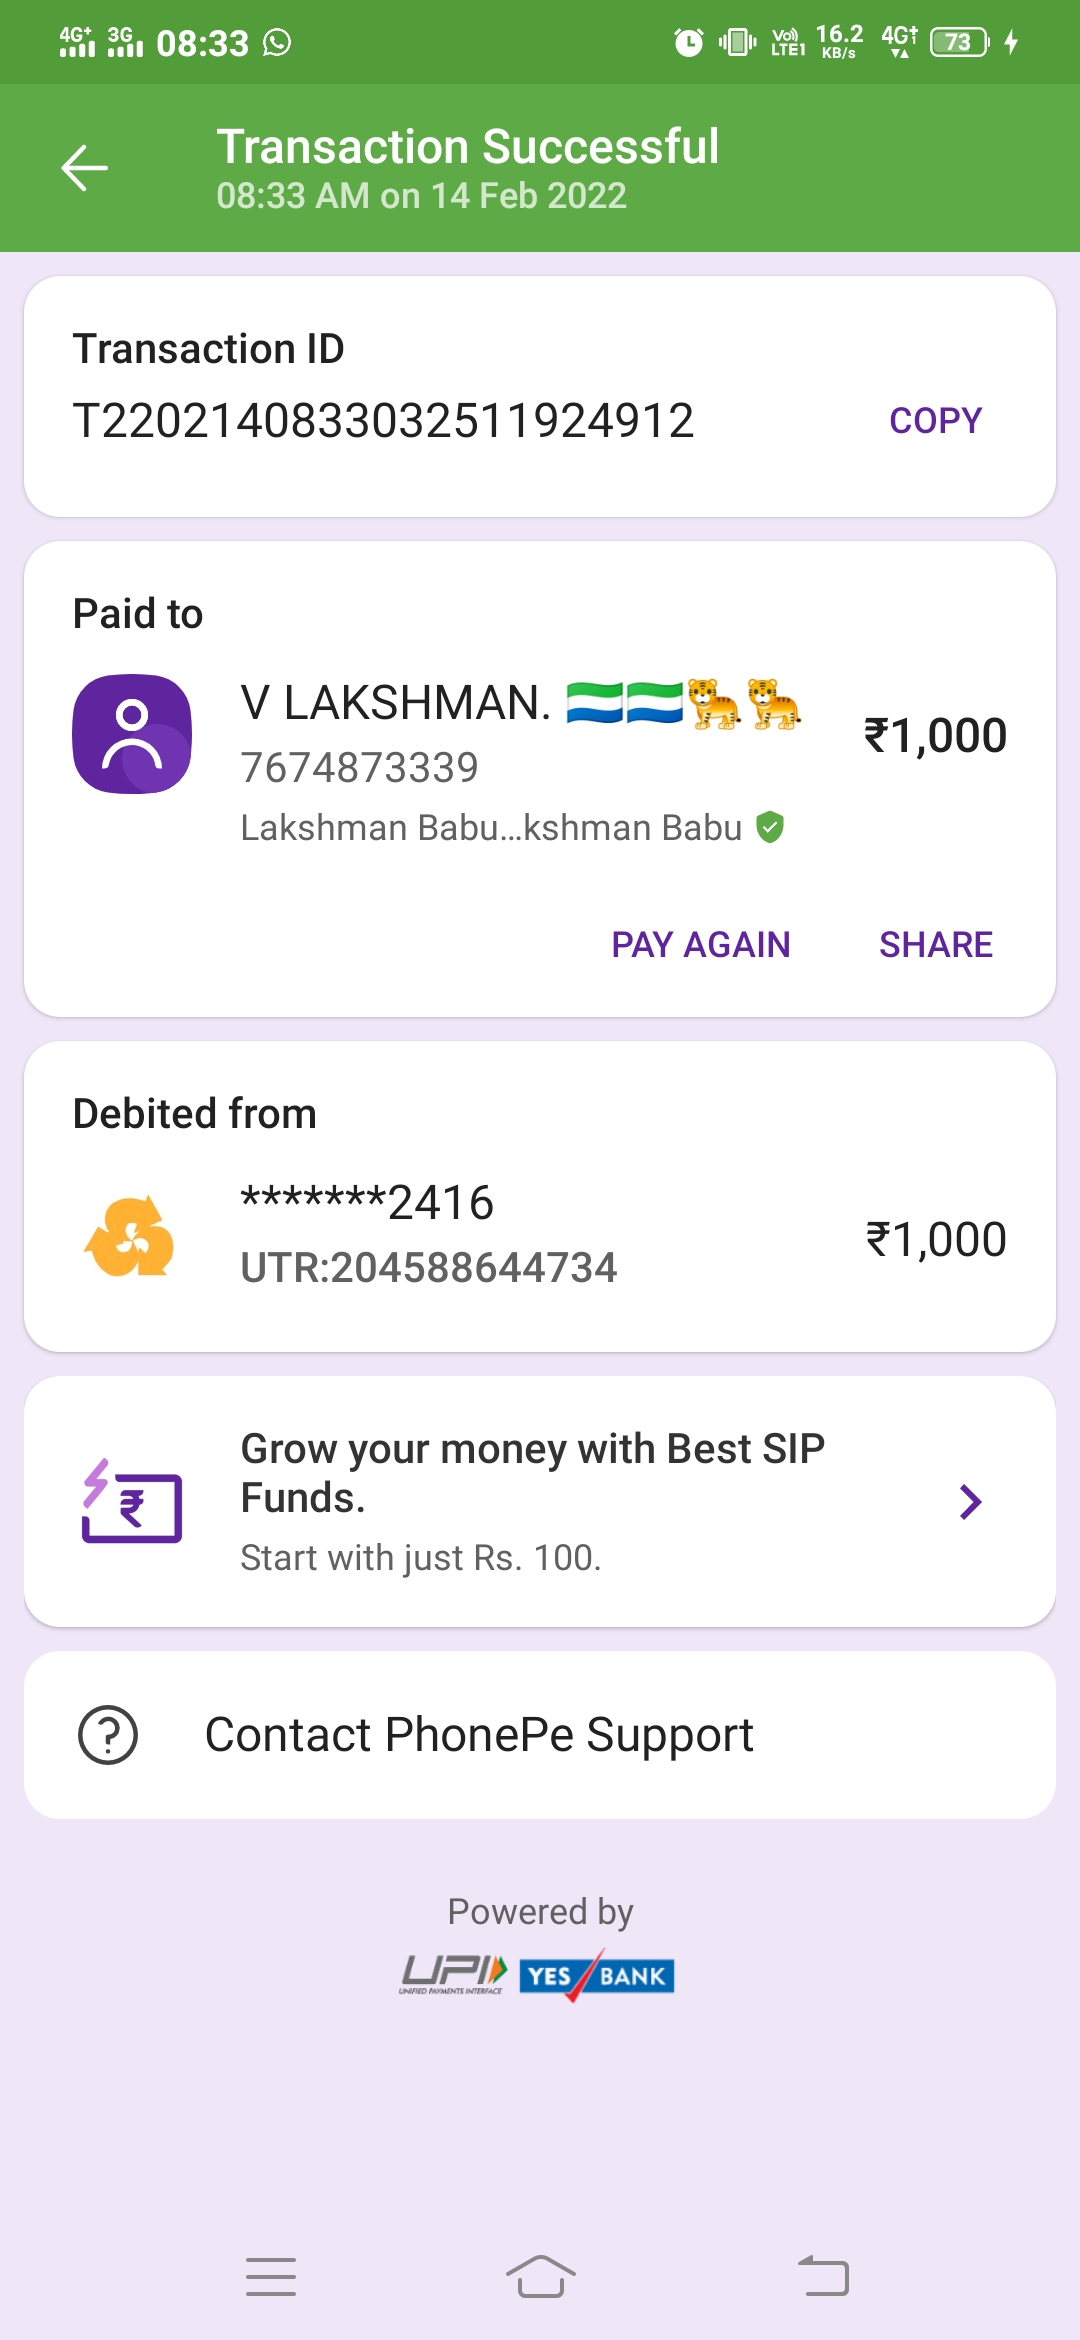 4G+ 3G 08:33 Vo)) LTE1 16.2 KB/s 4G+ 73
Transaction Successful
08:33 AM on 14 Feb 2022
Transaction ID
T2202140833032511924912 COPY
Paid to
V LAKSHMAN. 🇸🇱🇸🇱🐅🐅
₹1,000
7674873339
Lakshman Babu...kshman Babu
PAY AGAIN SHARE
Debited from
*******2416
₹1,000
UTR:204588644734
Grow your money with Best SIP
Funds.
Start with just Rs. 100.
Contact PhonePe Support
Powered by
UPI YES BANK
UNIFIED PAYMENTS INTERFACE